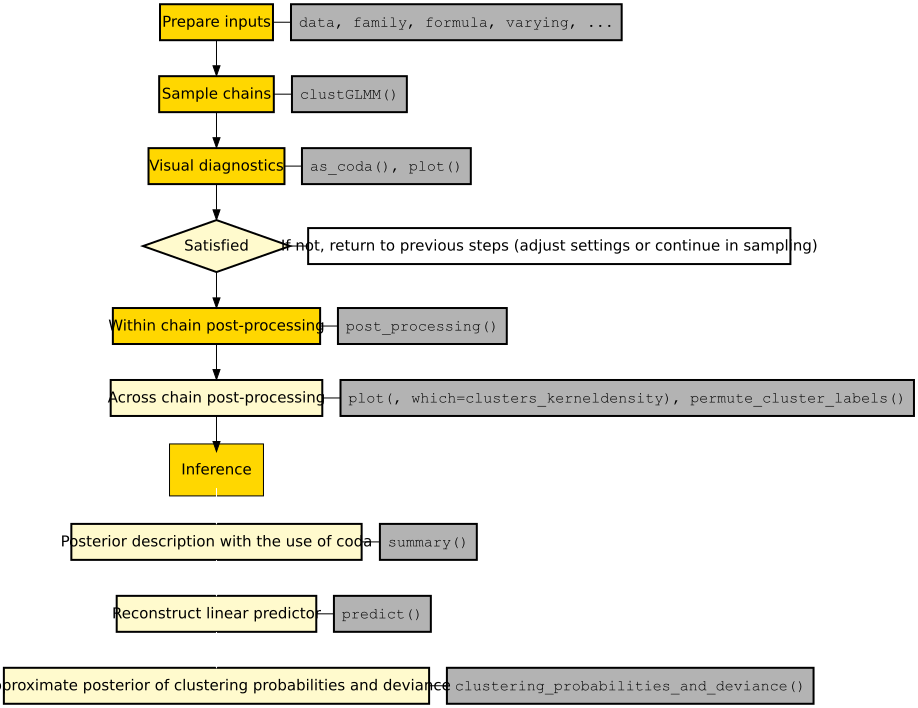 Prepare inputs data, family, formula, varying, ...
Sample chains clustGLMM()
Visual diagnostics as_coda(), plot()
Satisfied If not, return to previous steps (adjust settings or continue in sampling)
Within chain post-processing post_processing()
Across chain post-processing plot(, which=clusters_kerneldensity), permute_cluster_labels()
Inference
Posterior description with the use of coda summary()
Reconstruct linear predictor predict()
proximate posterior of clustering probabilities and deviance clustering_probabilities_and_deviance()